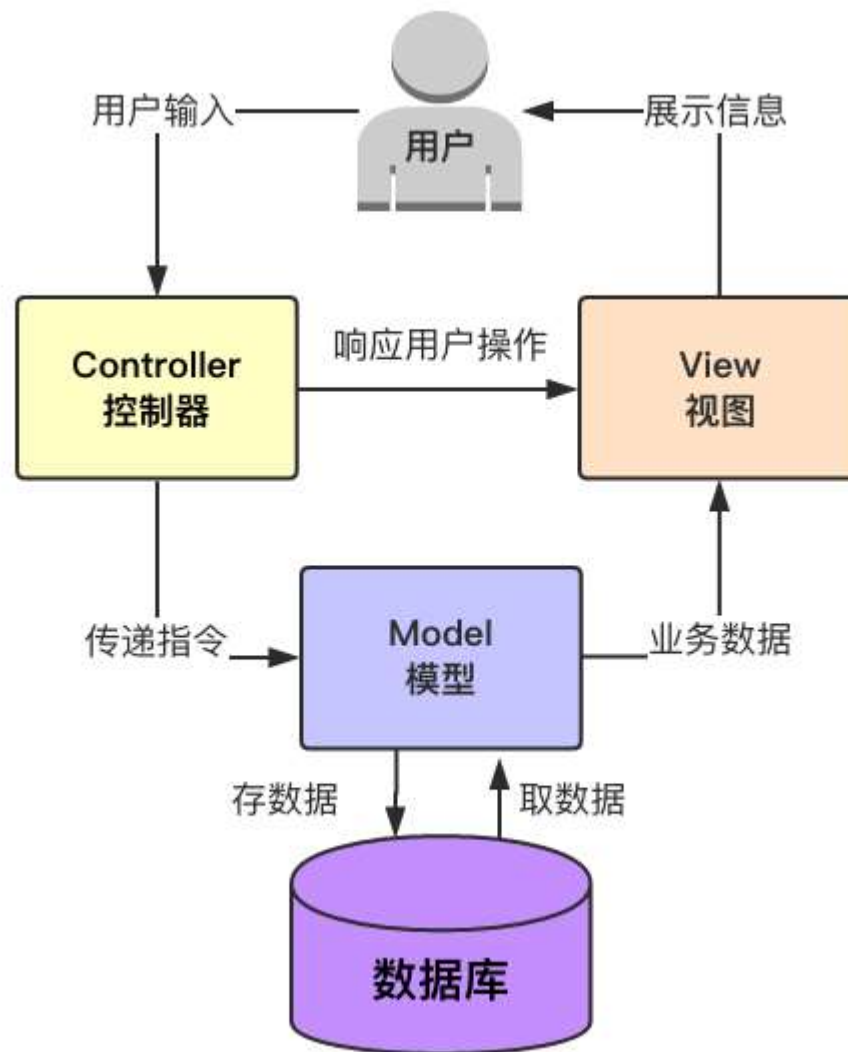 用户输入
用户
展示信息
Controller
控制器
响应用户操作
View
视图
传递指令
Model
模型
业务数据
存数据
取数据
数据库